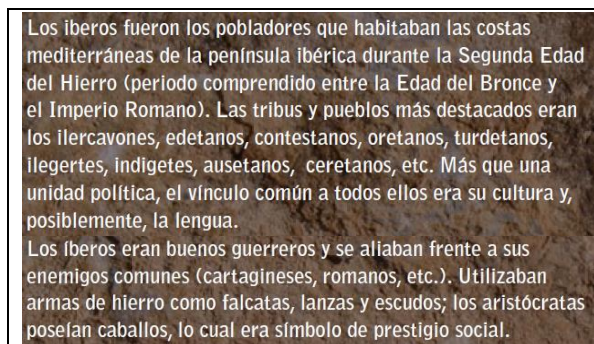 Los iberos fueron los pobladores que habitaban las costas
mediterráneas de la península ibérica durante la Segunda Edad
del Hierro (periodo comprendido entre la Edad del Bronce y
el Imperio Romano). Las tribus y pueblos más destacados eran
los ilercavones, edetanos, contestanos, oretanos, turdetanos,
ilegertes, indigetes, ausetanos, ceretanos, etc. Más que una
unidad política, el vínculo común a todos ellos era su cultura y,
posiblemente, la lengua.
Los íberos eran buenos guerreros y se aliaban frente a sus
enemigos comunes (cartagineses, romanos, etc.). Utilizaban
armas de hierro como falcatas, lanzas y escudos; los aristócratas
poseían caballos, lo cual era símbolo de prestigio social.